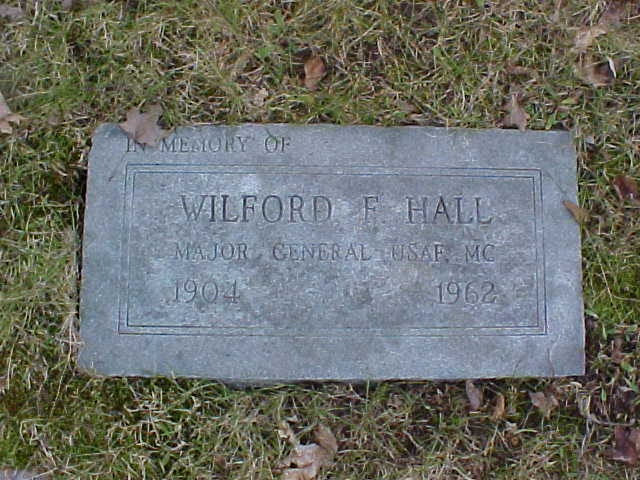 IN MEMORY OF
WILFORD F HALL
MAJOR GENERAL USAF MC
1904 1962